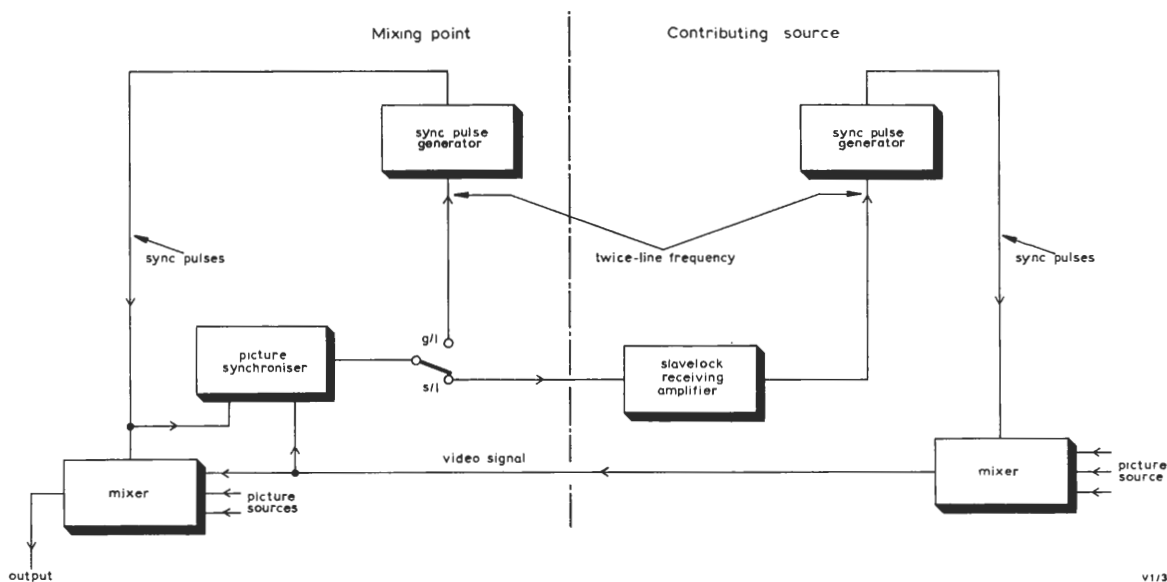 Mixing point
Contributing source
sync pulse
generator
sync pulse
generator
sync pulses
twice-line frequency
sync pulses
g/l
s/l
picture
synchroniser
slavelock
receiving
amplifier
video signal
mixer
picture
sources
mixer
picture
source
output
V1/3